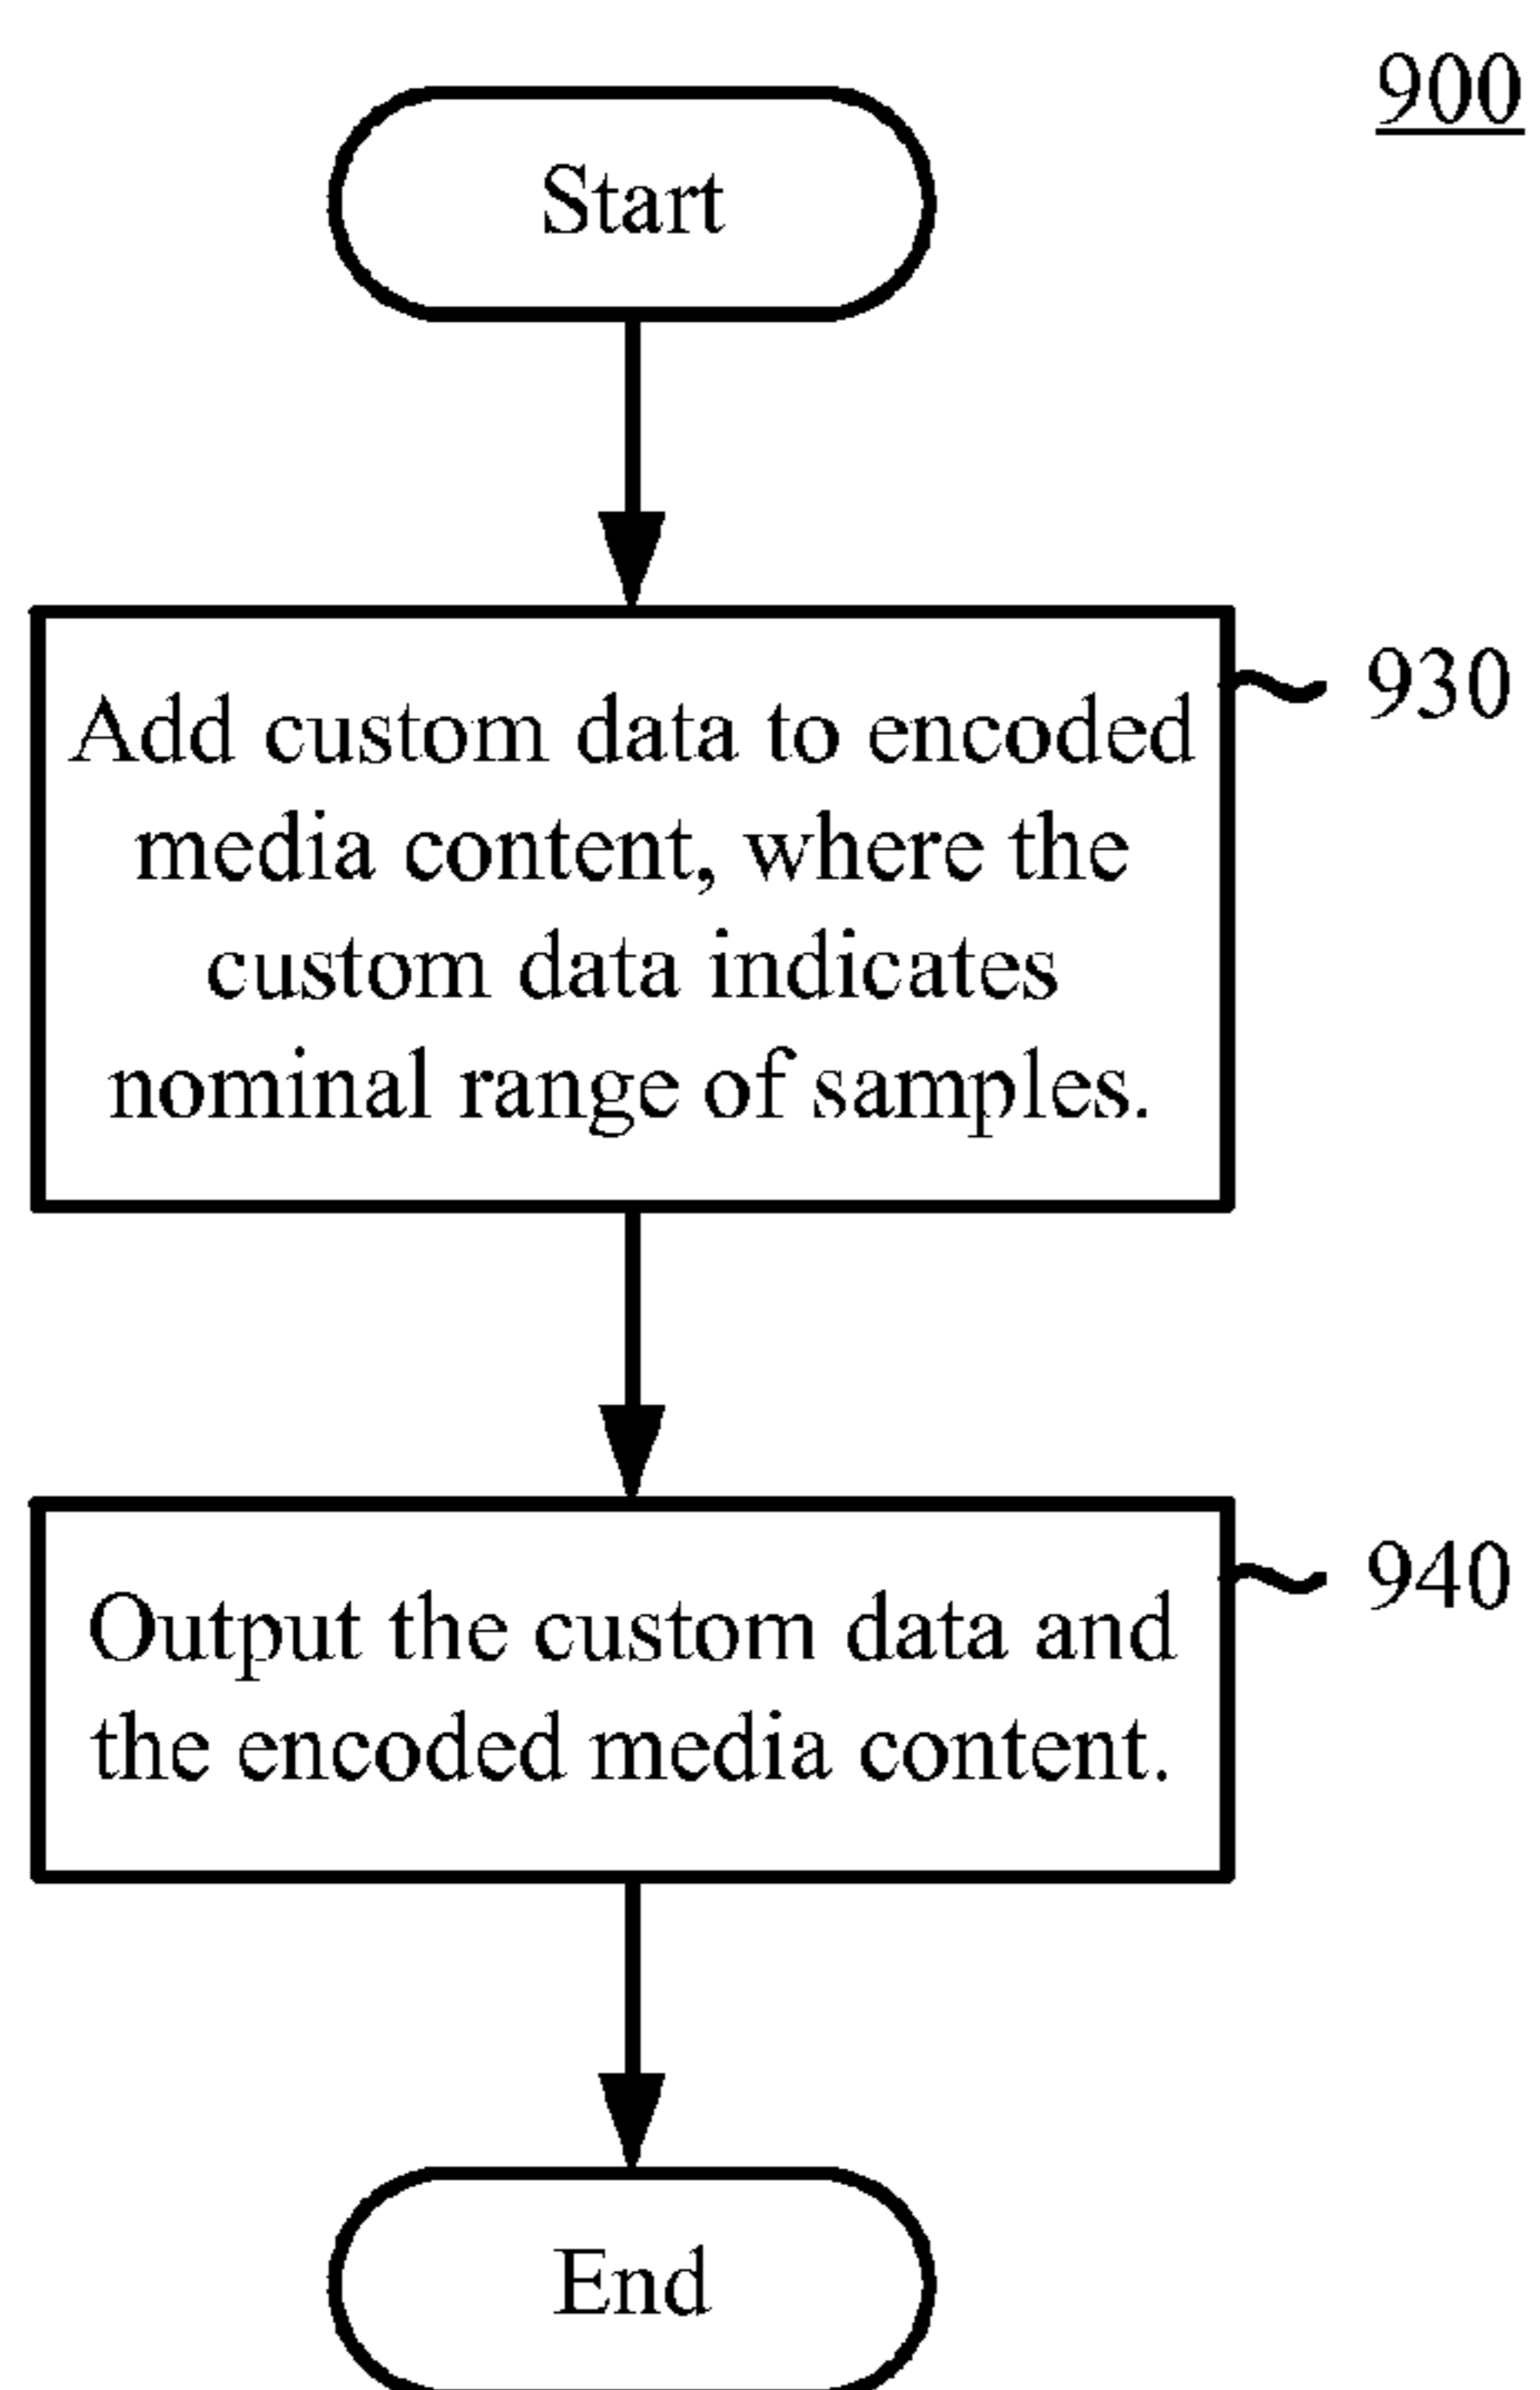 900
Start
Add custom data to encoded
media content, where the
custom data indicates
nominal range of samples.
930
Output the custom data and
the encoded media content.
940
End